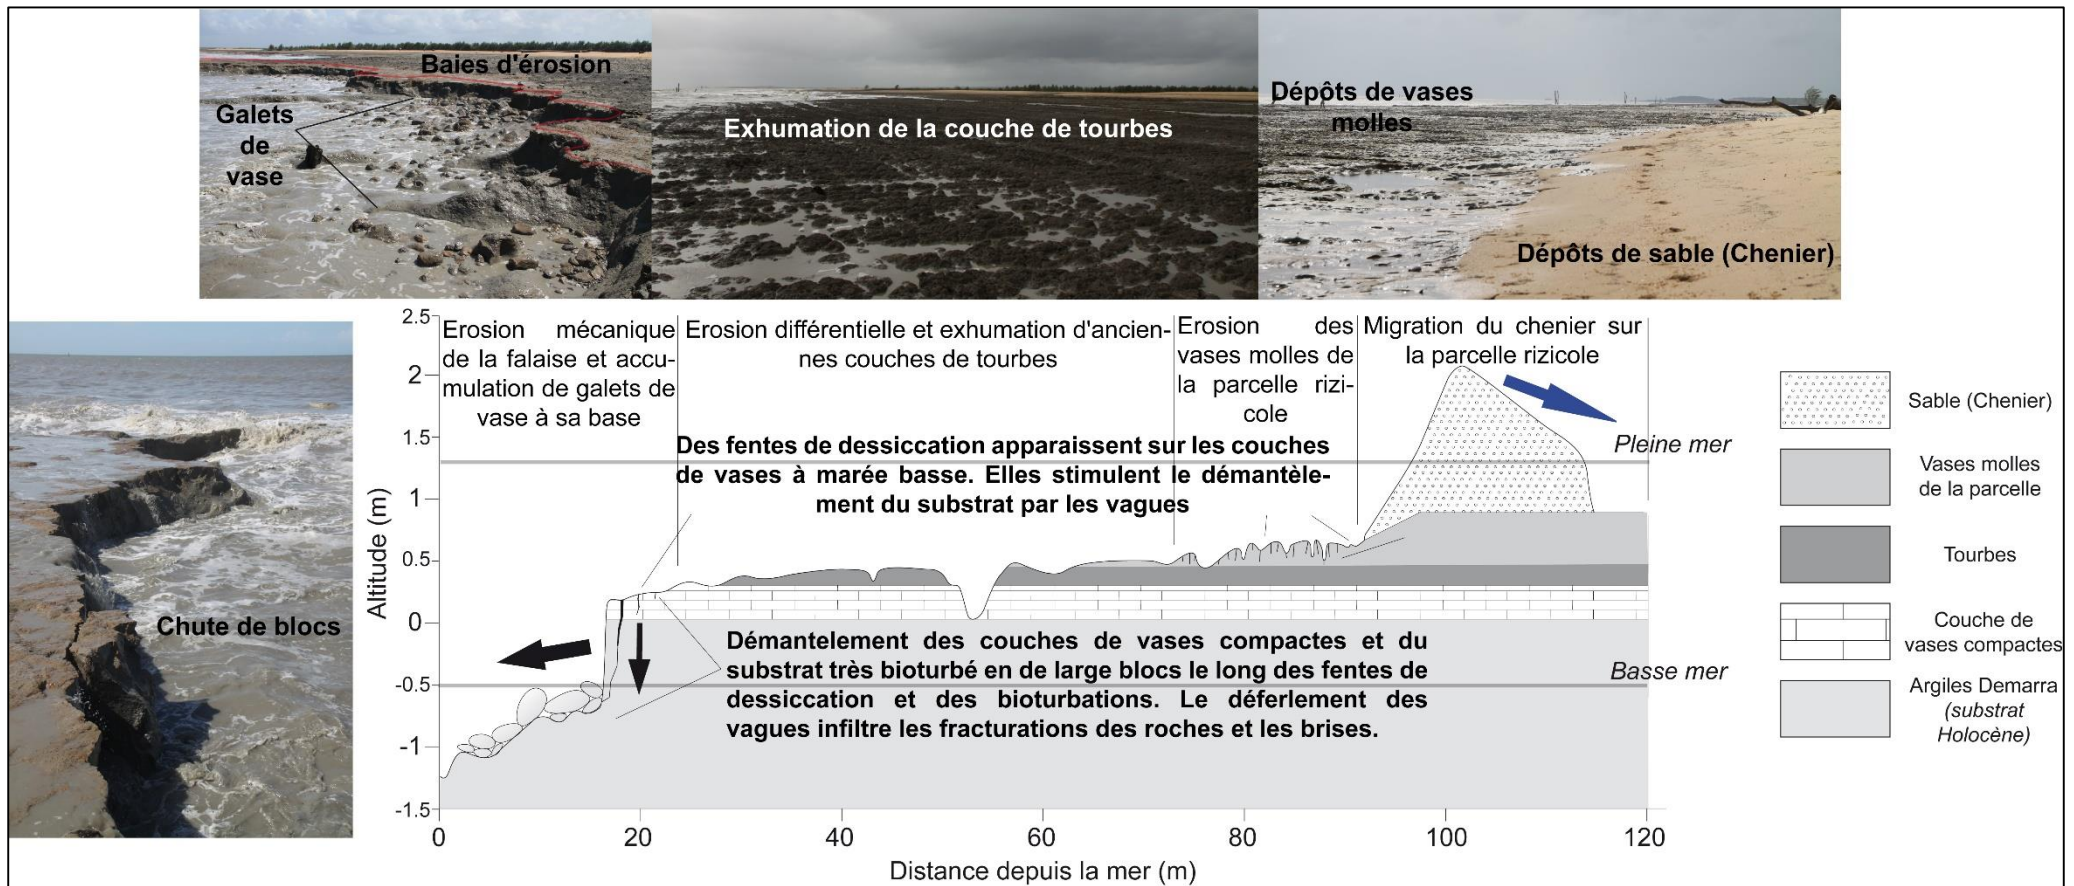 Baies d'érosion
Galets
de
vase
Exhumation de la couche de tourbes
Dépôts de vases
molles
Dépôts de sable (Chenier)
Chute de blocs
Erosion mécanique
de la falaise et accu-
mulation de galets de
vase à sa base
Erosion différentielle et exhumation d'ancien-
nes couches de tourbes
Erosion des
vases molles de
la parcelle rizi-
cole
Migration du chenier sur
la parcelle rizicole
Des fentes de dessiccation apparaissent sur les couches
de vases à marée basse. Elles stimulent le démantèle-
ment du substrat par les vagues
Pleine mer
Démantelement des couches de vases compactes et du
substrat très bioturbé en de large blocs le long des fentes de
dessiccation et des bioturbations. Le déferlement des
vagues infiltre les fracturations des roches et les brises.
Basse mer
Altitude (m)
2.5
2
1.5
1
0.5
0
-0.5
-1
-1.5
0 20 40 60 80 100 120
Distance depuis la mer (m)
Sable (Chenier)
Vases molles
de la parcelle
Tourbes
Couche de
vases compactes
Argiles Demarra
(substrat
Holocène)